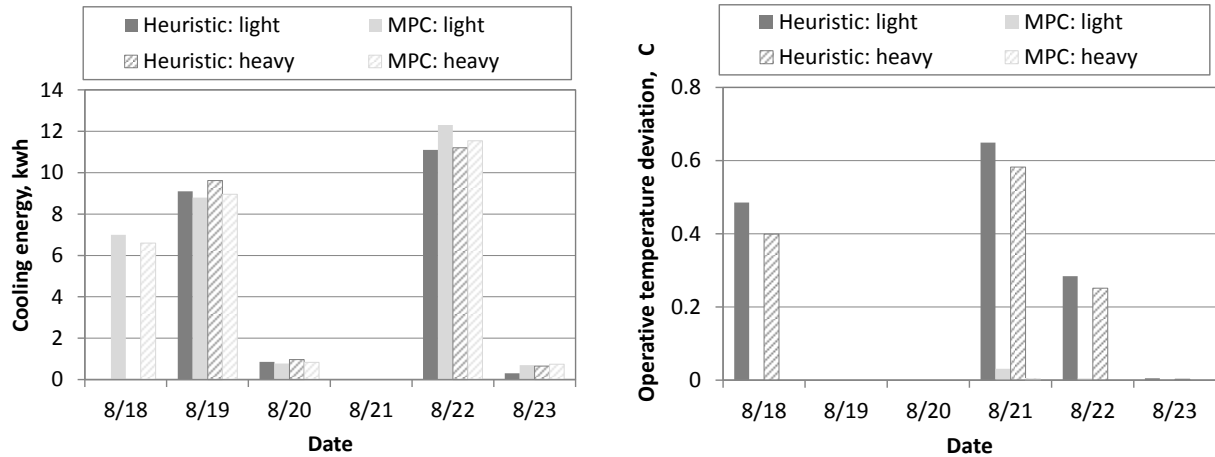 Heuristic: light MPC: light
Heuristic: heavy MPC: heavy
Cooling energy, kwh
14
12
10
8
6
4
2
0
8/18 8/19 8/20 8/21 8/22 8/23
Date
Heuristic: light MPC: light
Heuristic: heavy MPC: heavy
Operative temperature deviation, C
0.8
0.6
0.4
0.2
0
8/18 8/19 8/20 8/21 8/22 8/23
Date